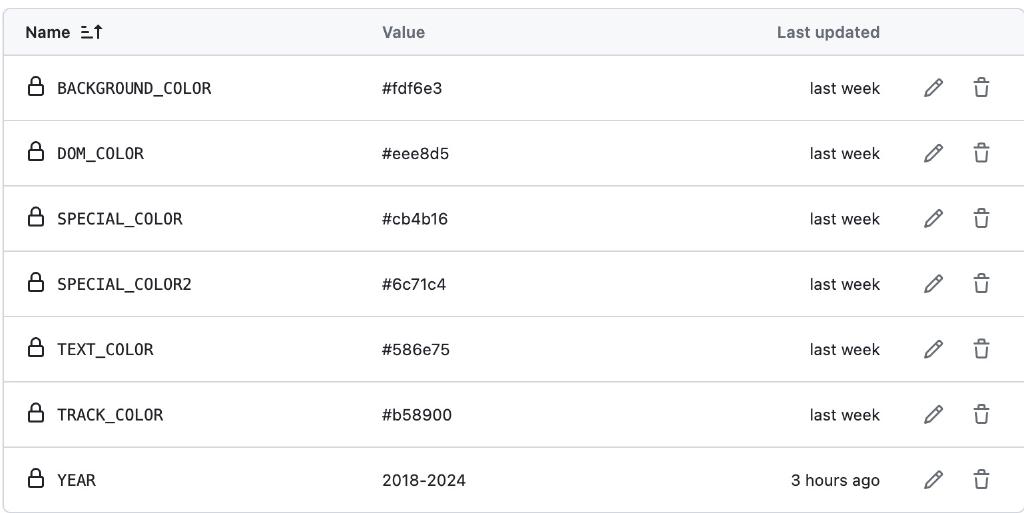 Name Value Last updated
BACKGROUND_COLOR #fdf6e3 last week
DOM_COLOR #eee8d5 last week
SPECIAL_COLOR #cb4b16 last week
SPECIAL_COLOR2 #6c71c4 last week
TEXT_COLOR #586e75 last week
TRACK_COLOR #b58900 last week
YEAR 2018-2024 3 hours ago